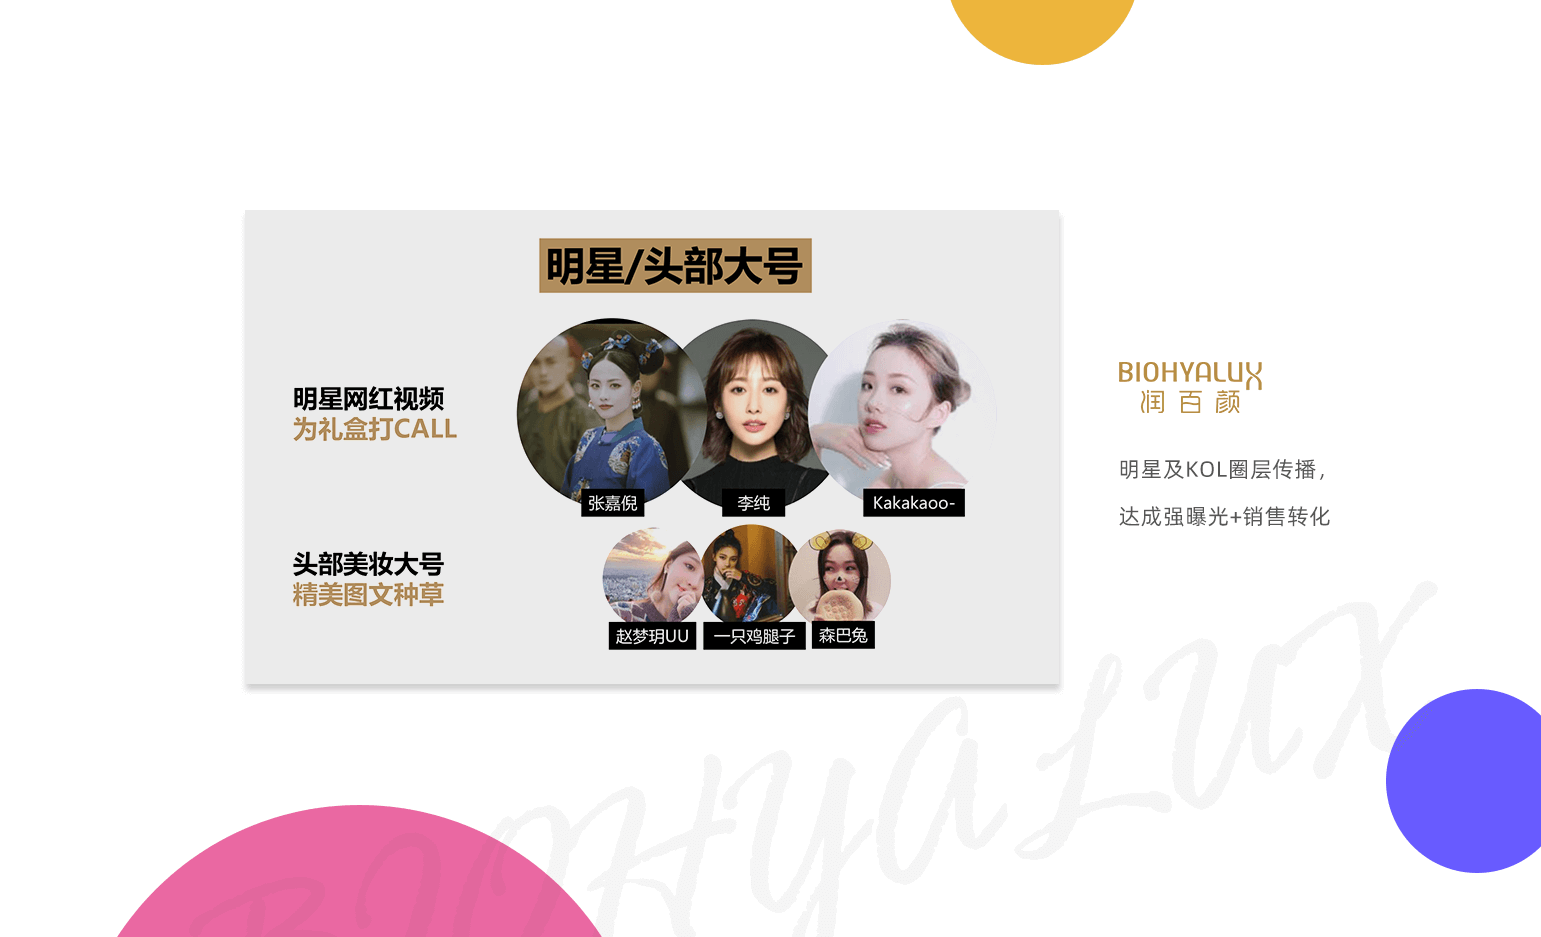 明星/头部大号
明星网红视频
为礼盒打CALL
张嘉倪
李纯
Kakakaoo-
头部美妆大号
精美图文种草
赵梦玥UU
一只鸡腿子
森巴兔
BIOHYALUX
润百颜
明星及KOL圈层传播，
达成强曝光+销售转化
BIOHYALUX